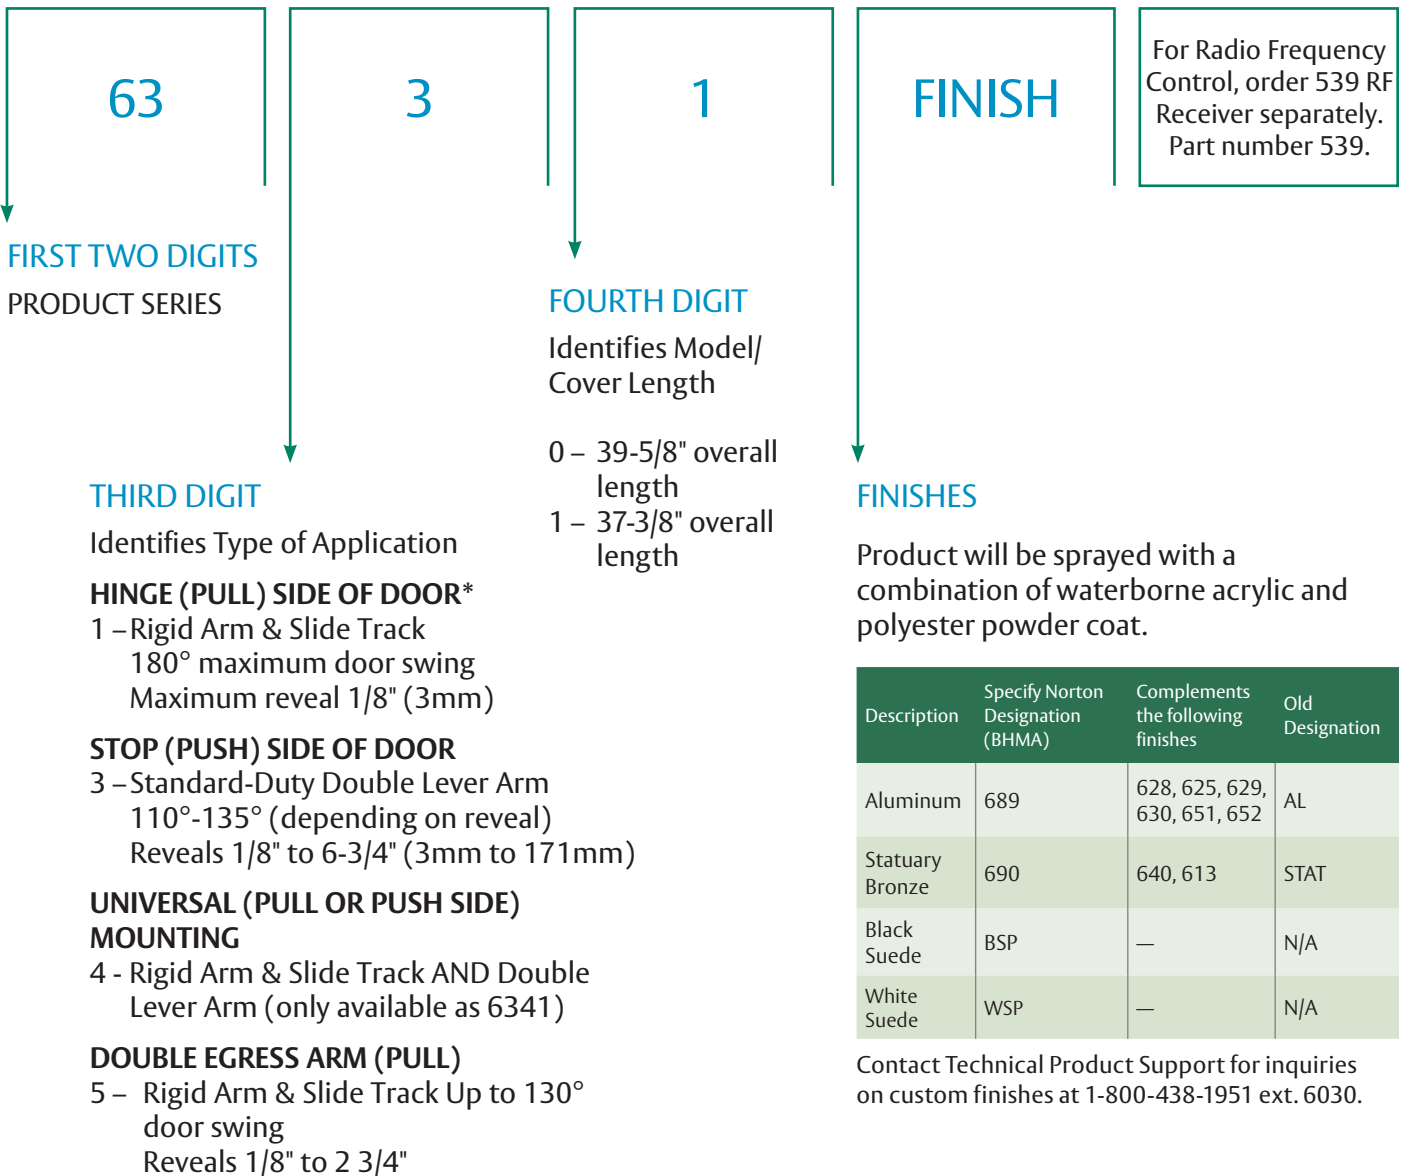 63
3
1
FINISH
For Radio Frequency
Control, order 539 RF
Receiver separately.
Part number 539.
FIRST TWO DIGITS
PRODUCT SERIES
THIRD DIGIT
Identifies Type of Application
HINGE (PULL) SIDE OF DOOR*
1 – Rigid Arm & Slide Track
180° maximum door swing
Maximum reveal 1/8" (3mm)
STOP (PUSH) SIDE OF DOOR
3 – Standard-Duty Double Lever Arm
110°-135° (depending on reveal)
Reveals 1/8" to 6-3/4" (3mm to 171mm)
UNIVERSAL (PULL OR PUSH SIDE)
MOUNTING
4 - Rigid Arm & Slide Track AND Double
Lever Arm (only available as 6341)
DOUBLE EGRESS ARM (PULL)
5 – Rigid Arm & Slide Track Up to 130°
door swing
Reveals 1/8" to 2 3/4"
FOURTH DIGIT
Identifies Model/
Cover Length
0 – 39-5/8" overall
length
1 – 37-3/8" overall
length
FINISHES
Product will be sprayed with a
combination of waterborne acrylic and
polyester powder coat.
Description
Specify Norton
Designation
(BHMA)
Complements
the following
finishes
Old
Designation
Aluminum
689
628, 625, 629,
630, 651, 652
AL
Statuary
Bronze
690
640, 613
STAT
Black
Suede
BSP
—
N/A
White
Suede
WSP
—
N/A
Contact Technical Product Support for inquiries
on custom finishes at 1-800-438-1951 ext. 6030.